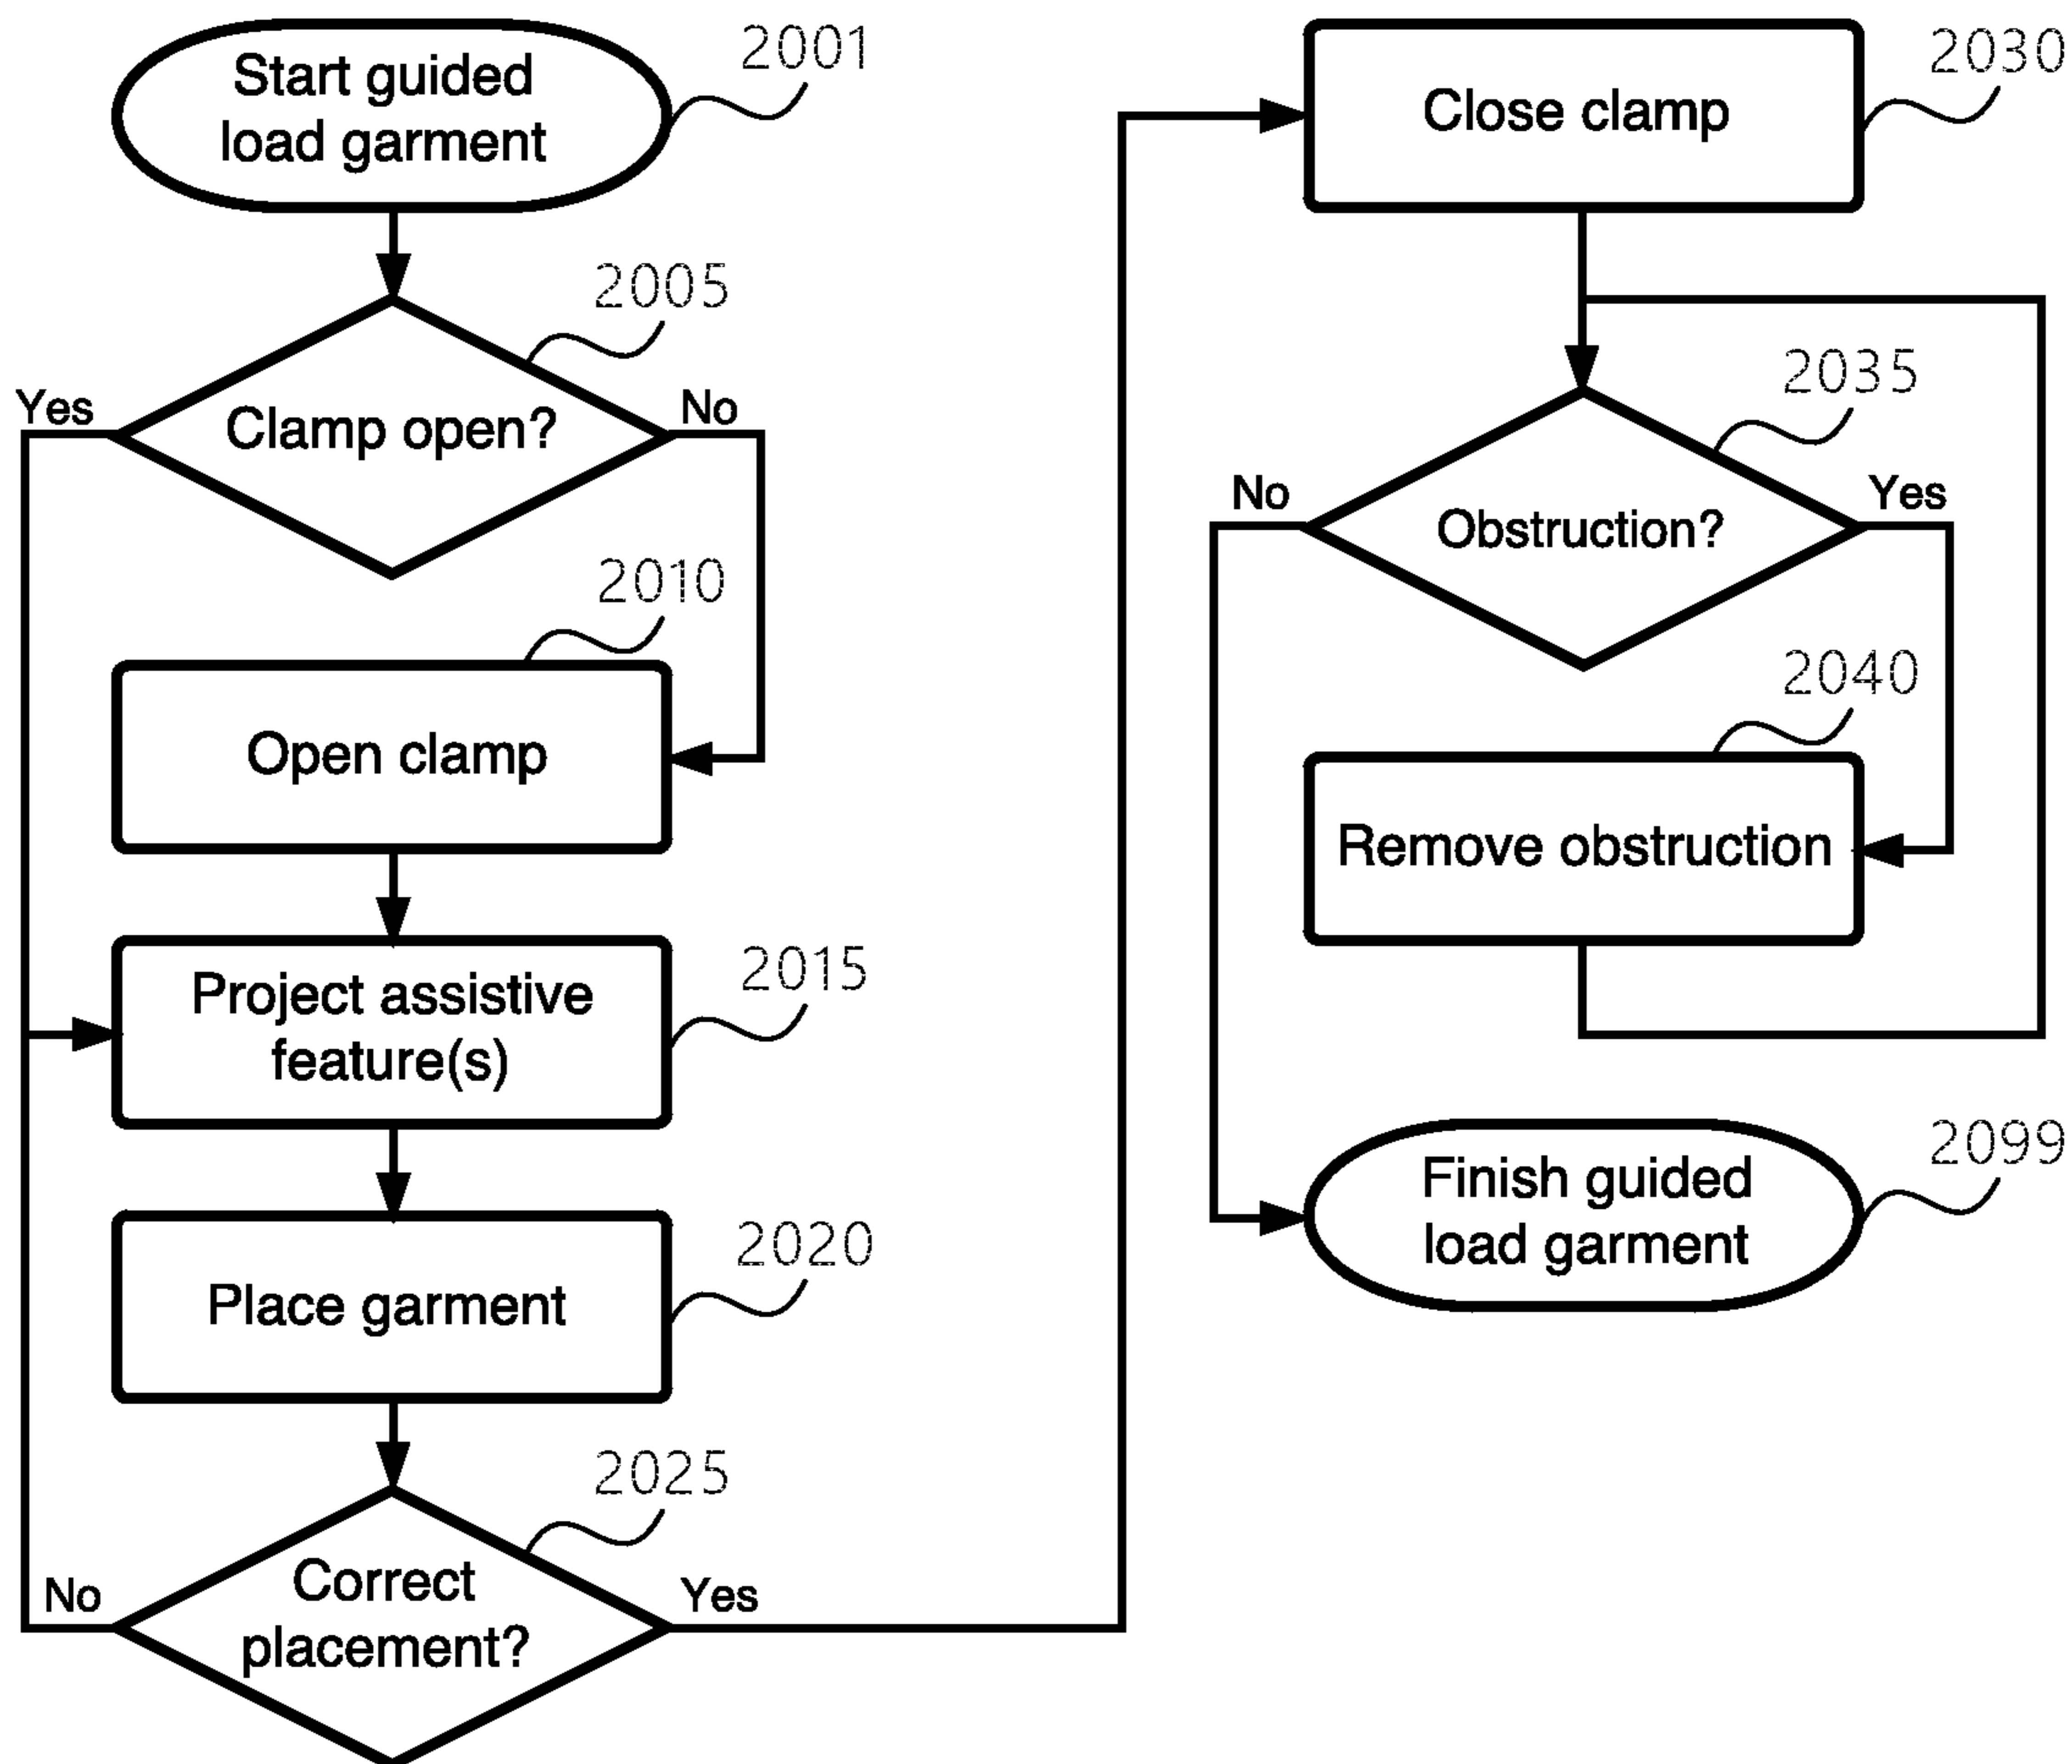 Start guided
load garment
2001
2005
Yes
Clamp open?
No
2010
Open clamp
Project assistive
feature(s)
2015
Place garment
2020
2025
Correct
placement?
No
Yes
Close clamp
2030
2035
No
Obstruction?
Yes
2040
Remove obstruction
Finish guided
load garment
2099